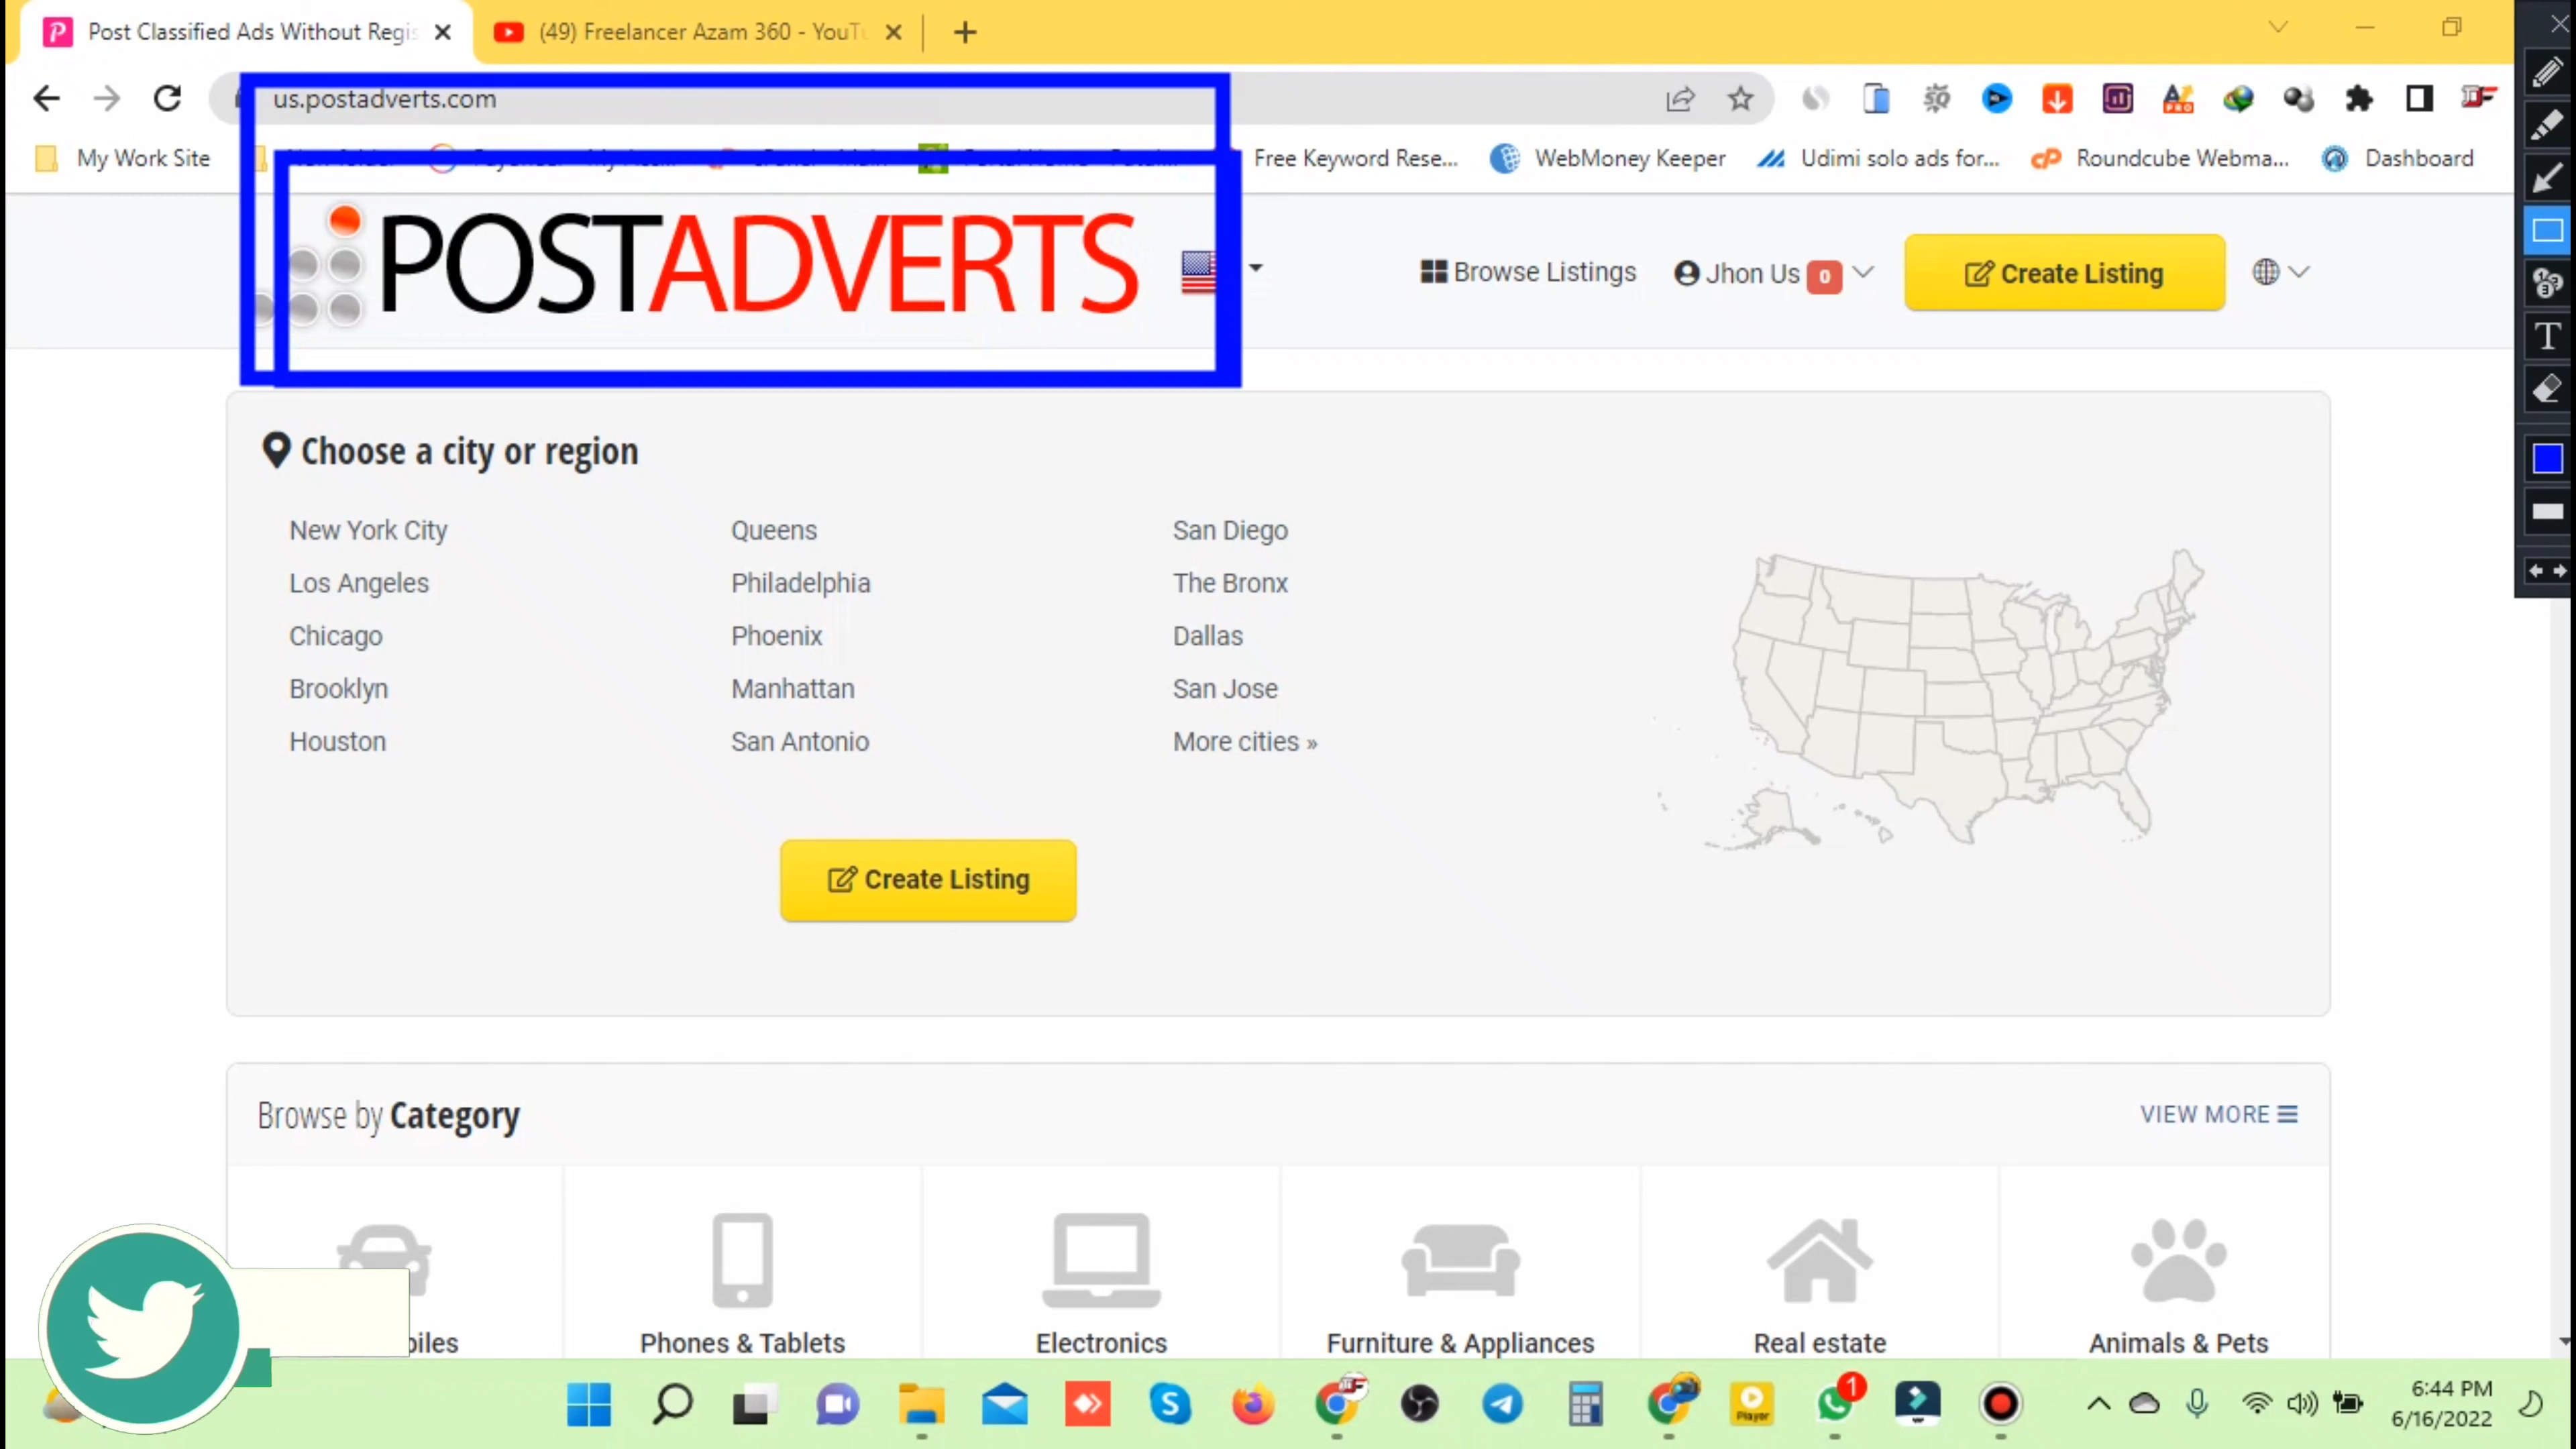 Post Classified Ads Without Regis
(49) Freelancer Azam 360 - YouTu
us.postadverts.com
My Work Site
Free Keyword Rese...
WebMoney Keeper
Udimi solo ads for...
Roundcube Webma...
Dashboard
POSTADVERTS
Browse Listings
Jhon Us 0
Create Listing
Choose a city or region
New York City
Queens
San Diego
Los Angeles
Philadelphia
The Bronx
Chicago
Phoenix
Dallas
Brooklyn
Manhattan
San Jose
Houston
San Antonio
More cities »
Create Listing
Browse by Category
VIEW MORE
biles
Phones & Tablets
Electronics
Furniture & Appliances
Real estate
Animals & Pets
Player
1
6:44 PM
6/16/2022